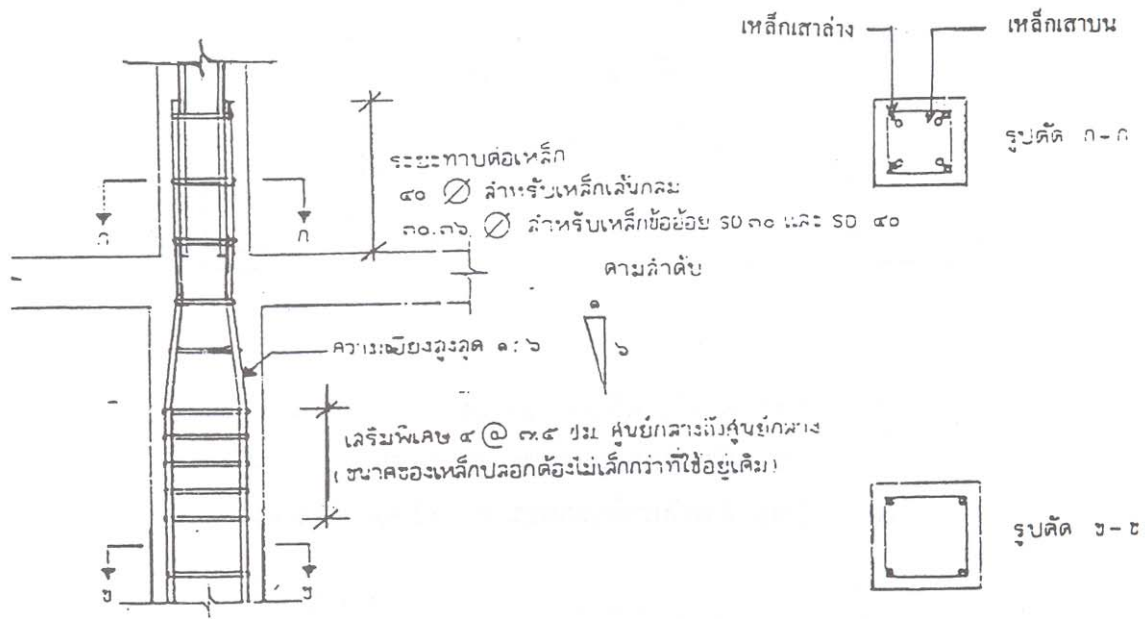 เหล็กเสาล่าง
เหล็กเสาบน
รูปตัด ก-ก
ระยะทาบต่อเหล็ก
๔๐ ∅ สำหรับเหล็กเส้นกลม
๓๐.๓๖ ∅ สำหรับเหล็กข้ออ้อย SD ๓๐ และ SD ๔๐
ตามลำดับ
ก
ก
๑
๖
ความเอียงสูงสุด ๑:๖
เสริมพิเศษ ๔ @ ๗.๕ ซม. ศูนย์กลางถึงศูนย์กลาง
(ขนาดของเหล็กปลอกต้องไม่เล็กกว่าที่ใช้อยู่เดิม)
รูปตัด ข-ข
ข
ข